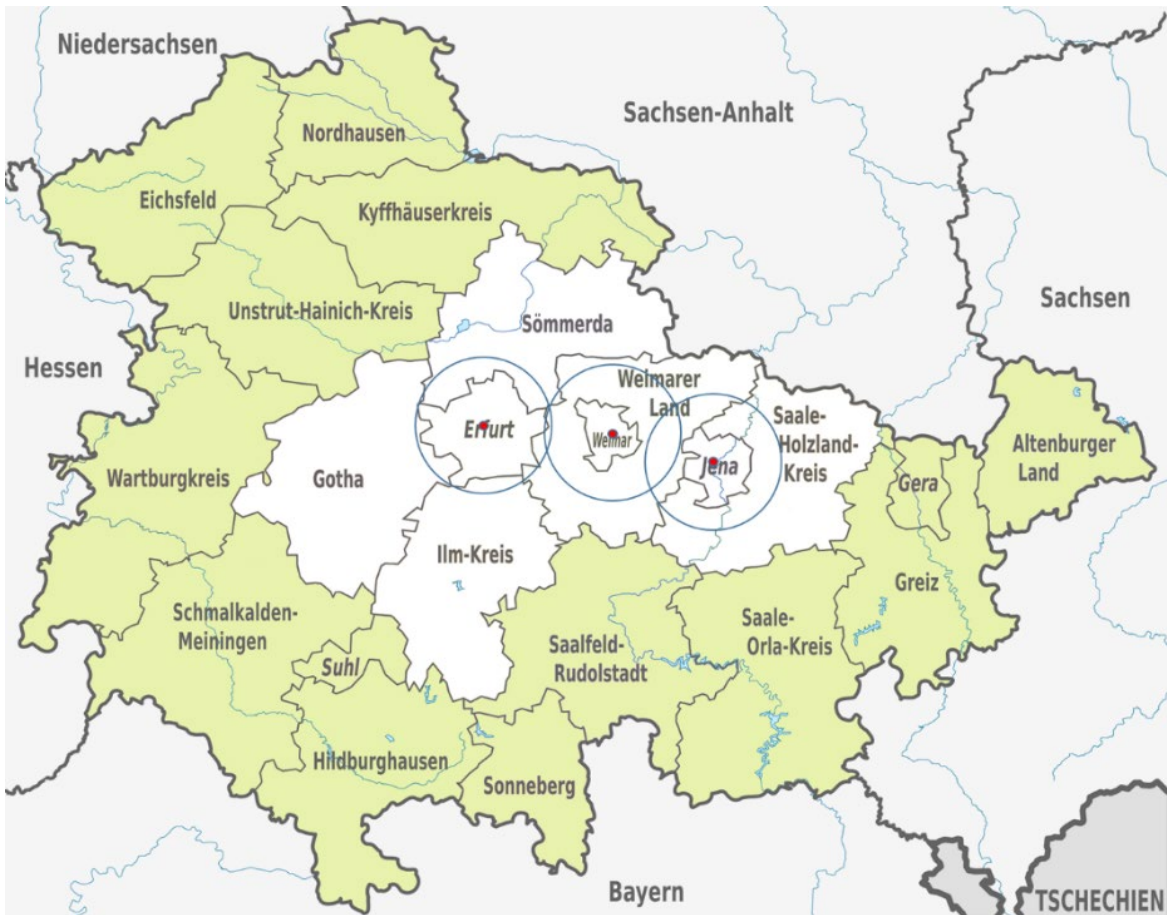 Niedersachsen
Sachsen-Anhalt
Nordhausen
Eichsfeld
Kyffhäuserkreis
Unstrut-Hainich-Kreis
Sachsen
Sömmerda
Hessen
Weimarer
Land
Saale-
Holzland-
Kreis
Erfurt
Weimar
Jena
Altenburger
Land
Wartburgkreis
Gotha
Gera
Ilm-Kreis
Greiz
Schmalkalden-
Meiningen
Saale-
Orla-Kreis
Saalfeld-
Rudolstadt
Suhl
Hildburghausen
Sonneberg
Bayern
TSCHECHIEN